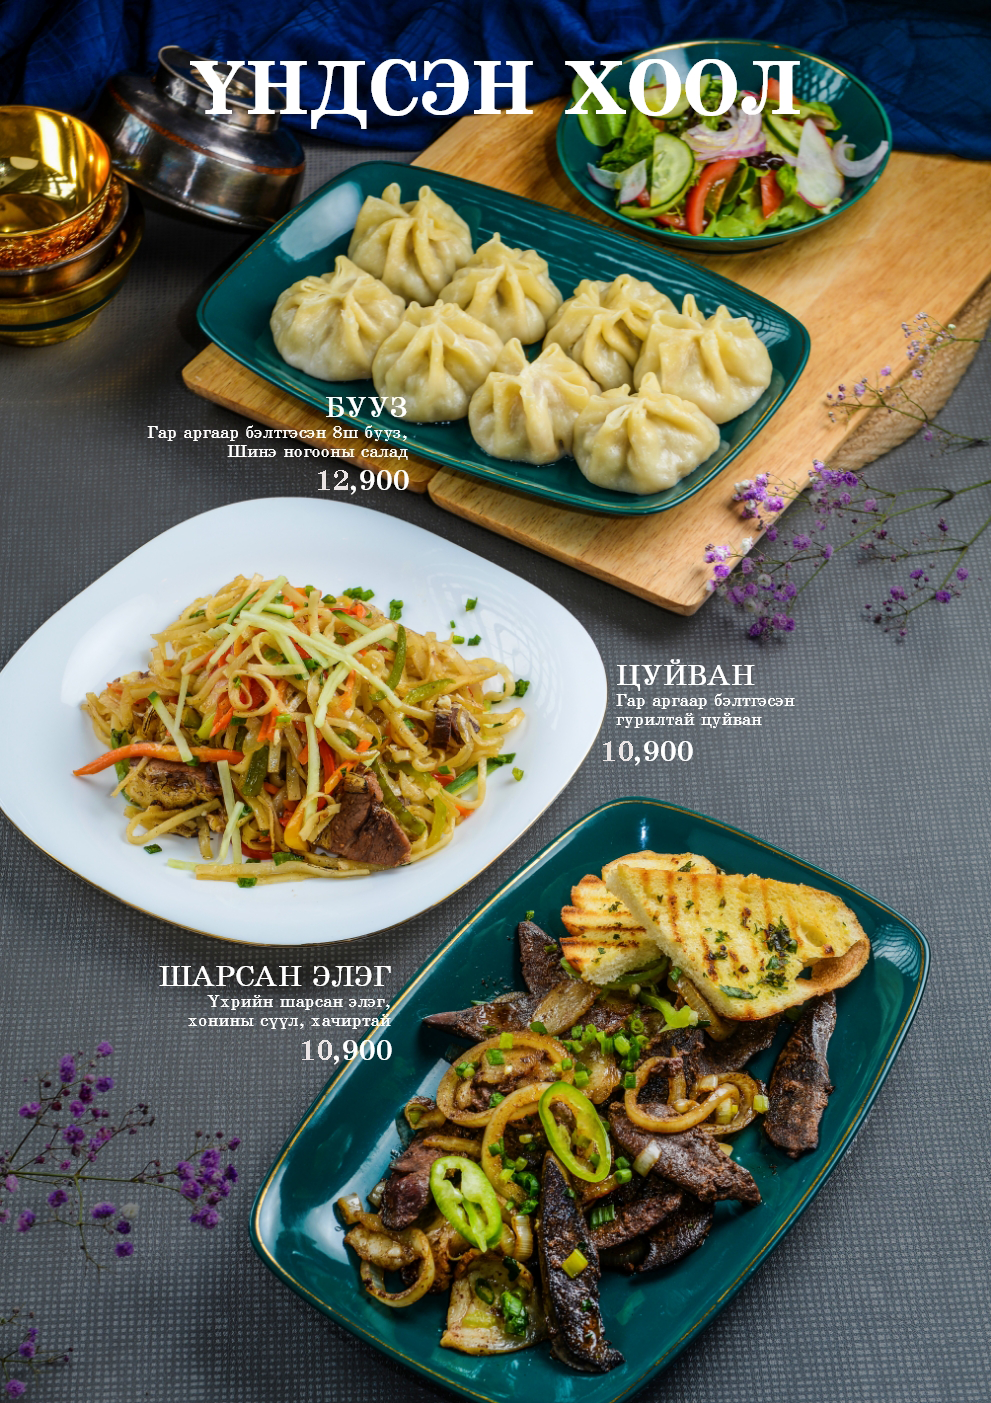 ҮНДСЭН ХООЛ
БУУЗ
Гар аргаар бэлтгэсэн 8ш бууз,
Шинэ ногооны салад
12,900
ЦУЙВАН
Гар аргаар бэлтгэсэн
гурилтай цуйван
10,900
ШАРСАН ЭЛЭГ
Үхрийн шарсан элэг,
хонины сүүл, хачиртай
10,900